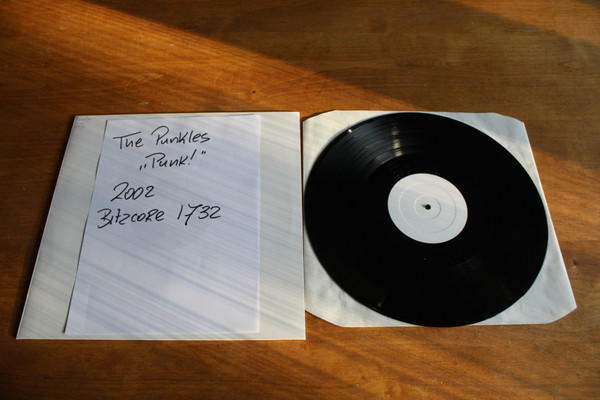 The Punkles
„Punk!"
2002
Bitzcore 1732